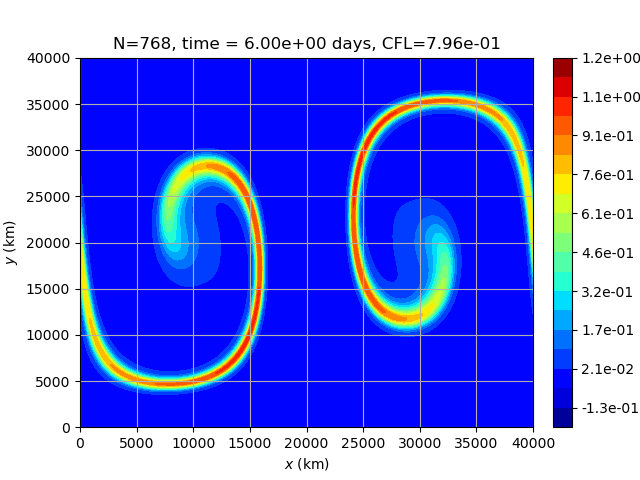 N=768, time = 6.00e+00 days, CFL=7.96e-01
y (km)
40000
35000
30000
25000
20000
15000
10000
5000
0
0 5000 10000 15000 20000 25000 30000 35000 40000
x (km)
1.2e+00
1.1e+00
9.1e-01
7.6e-01
6.1e-01
4.6e-01
3.2e-01
1.7e-01
2.1e-02
-1.3e-01